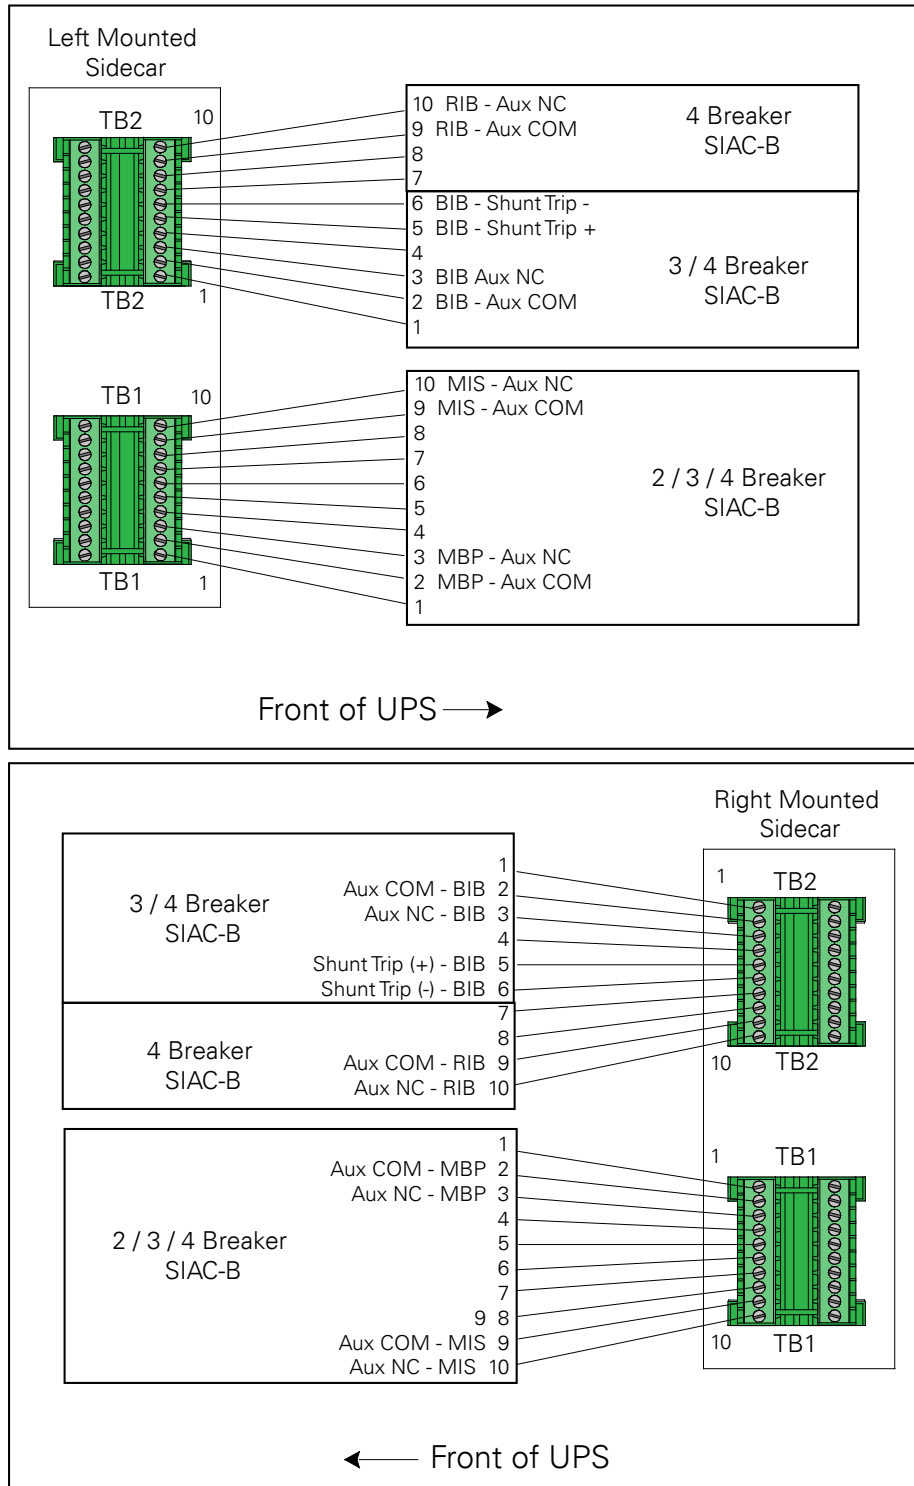 Left Mounted
Sidecar
TB2
10
TB2
1
10 RIB - Aux NC
9 RIB - Aux COM
8
7
4 Breaker
SIAC-B
6 BIB - Shunt Trip -
5 BIB - Shunt Trip +
4
3 BIB Aux NC
2 BIB - Aux COM
1
3 / 4 Breaker
SIAC-B
TB1
10
TB1
1
10 MIS - Aux NC
9 MIS - Aux COM
8
7
6
5
4
3 MBP - Aux NC
2 MBP - Aux COM
1
2 / 3 / 4 Breaker
SIAC-B
Front of UPS
Right Mounted
Sidecar
3 / 4 Breaker
SIAC-B
1
Aux COM - BIB 2
Aux NC - BIB 3
4
Shunt Trip (+) - BIB 5
Shunt Trip (-) - BIB 6
4 Breaker
SIAC-B
7
8
Aux COM - RIB 9
Aux NC - RIB 10
1
TB2
10
TB2
2 / 3 / 4 Breaker
SIAC-B
1
Aux COM - MBP 2
Aux NC - MBP 3
4
5
6
7
9 8
Aux COM - MIS 9
Aux NC - MIS 10
1
TB1
10
TB1
Front of UPS